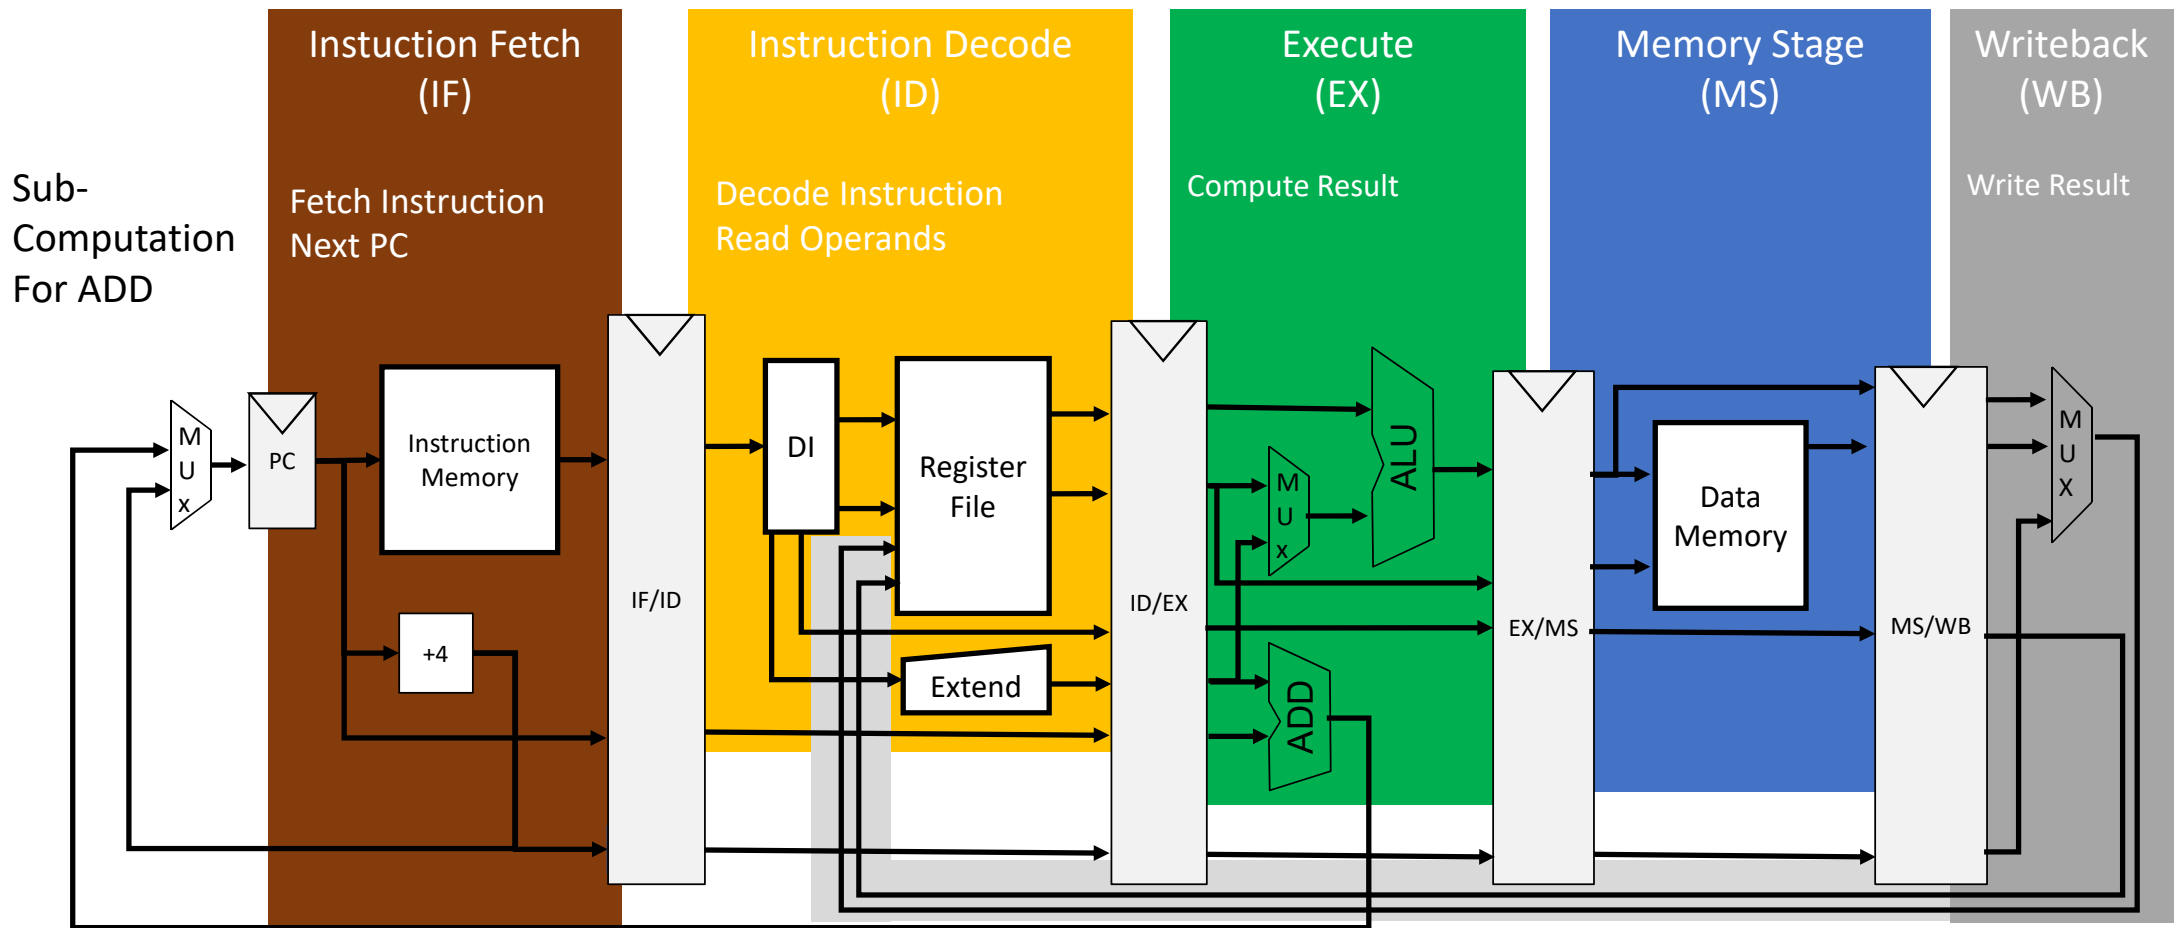 Instuction Fetch
(IF)
Instruction Decode
(ID)
Execute
(EX)
Memory Stage
(MS)
Writeback
(WB)
Sub-
Computation
For ADD
Fetch Instruction
Next PC
Decode Instruction
Read Operands
Compute Result
Write Result
M
U
x
PC
Instruction
Memory
+4
IF/ID
DI
Register
File
Extend
ID/EX
M
U
x
ALU
ADD
EX/MS
Data
Memory
MS/WB
M
U
X